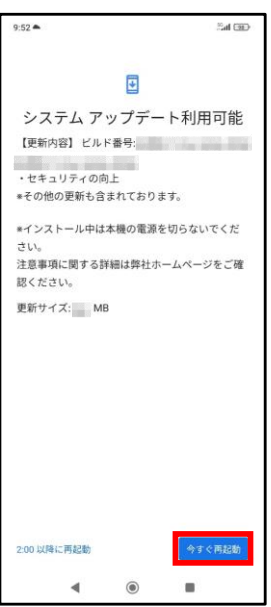 9:52
システム アップデート利用可能
【更新内容】 ビルド番号:
・セキュリティの向上
*その他の更新も含まれております。
*インストール中は本機の電源を切らないでくだ
さい。
注意事項に関する詳細は弊社ホームページをご確
認ください。
更新サイズ: MB
2:00 以降に再起動
今すぐ再起動